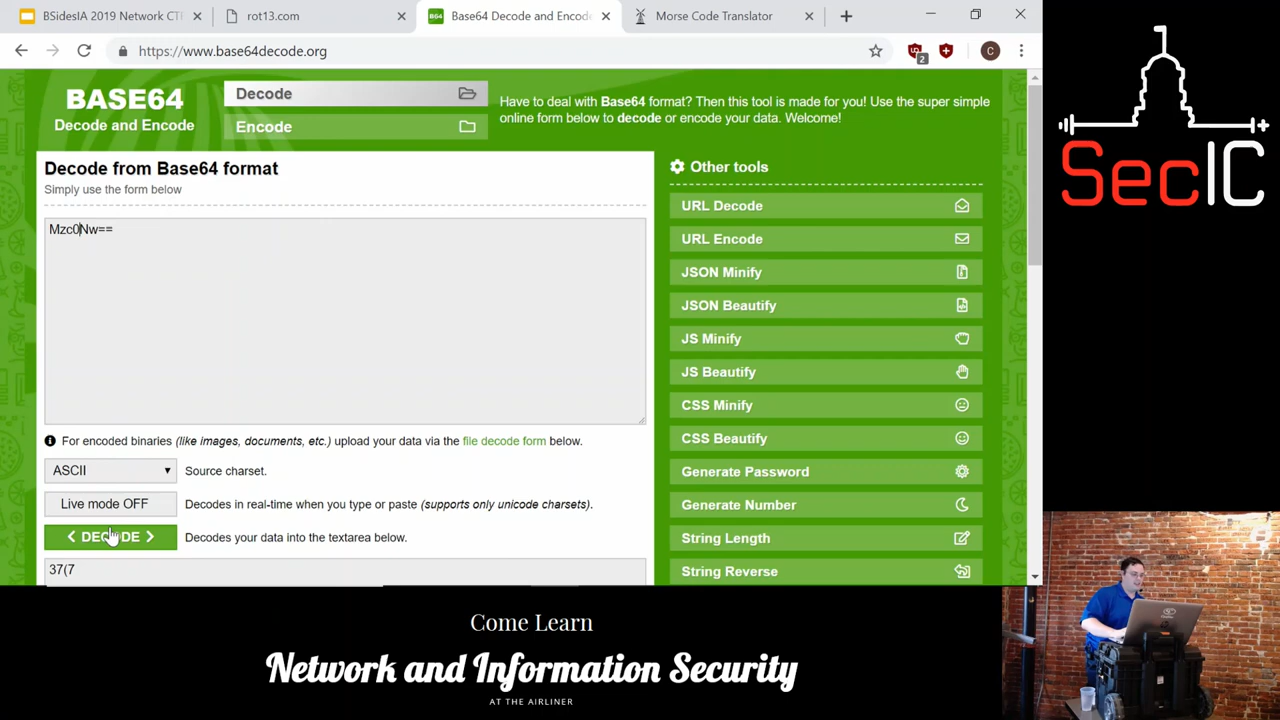 BSidesIA 2019 Network CTF
rot13.com
BG64
Base64 Decode and Encode
Morse Code Translator
https://www.base64decode.org
2
C
BASE64
Decode and Encode
Decode
Encode
Have to deal with Base64 format? Then this tool is made for you! Use the super simple
online form below to decode or encode your data. Welcome!
Decode from Base64 format
Simply use the form below
Mzc0Nw==
For encoded binaries (like images, documents, etc.) upload your data via the file decode form below.
ASCII
Source charset.
Live mode OFF
Decodes in real-time when you type or paste (supports only unicode charsets).
< DECODE >
Decodes your data into the textarea below.
37(7
Other tools
URL Decode
URL Encode
JSON Minify
JSON Beautify
JS Minify
JS Beautify
CSS Minify
CSS Beautify
Generate Password
Generate Number
String Length
String Reverse
SecIC
Come Learn
Network and Information Security
AT THE AIRLINER